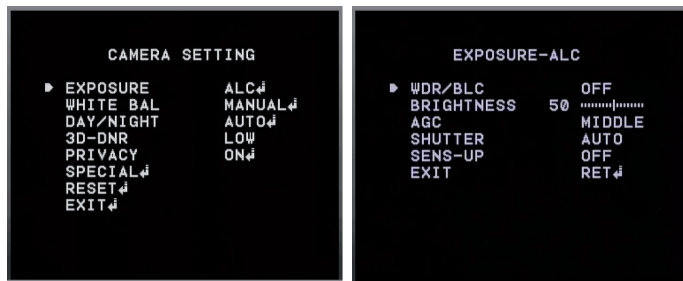 CAMERA SETTING
EXPOSURE ALC↲
WHITE BAL MANUAL↲
DAY/NIGHT AUTO↲
3D-DNR LOW
PRIVACY ON↲
SPECIAL↲
RESET↲
EXIT↲
EXPOSURE-ALC
WDR/BLC OFF
BRIGHTNESS 50
AGC MIDDLE
SHUTTER AUTO
SENS-UP OFF
EXIT RET↲